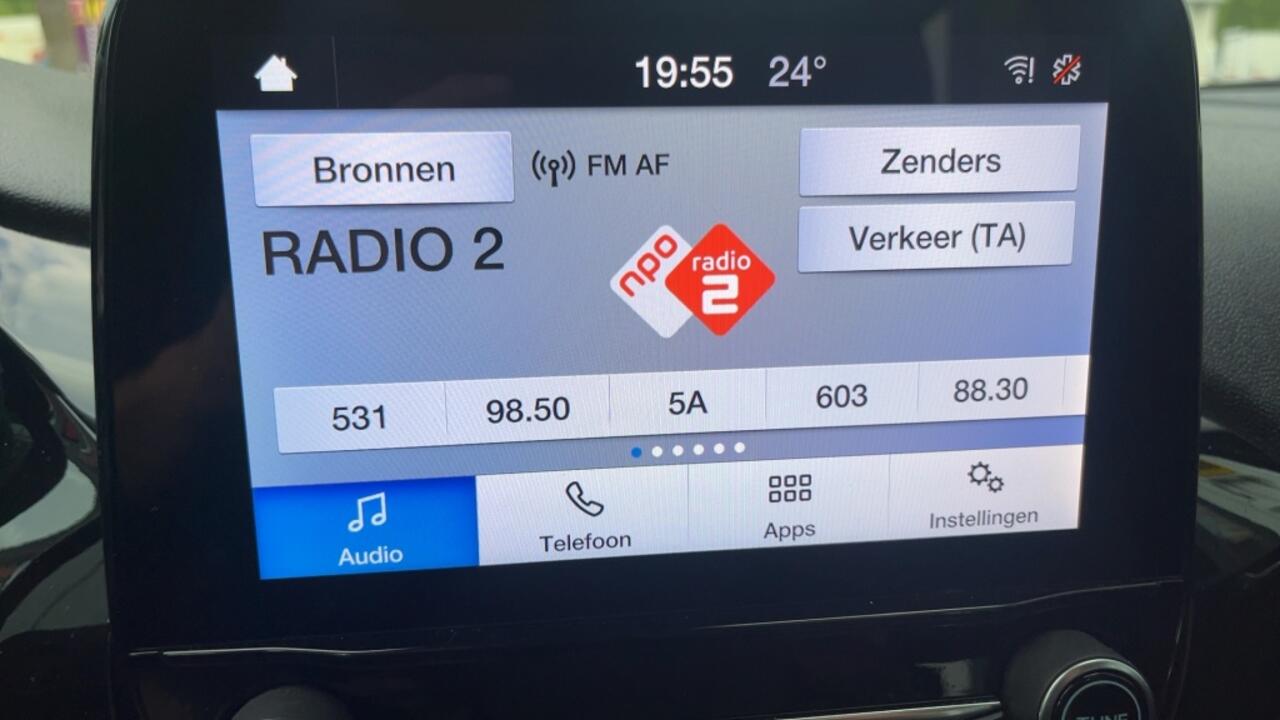 19:55 24°
Bronnen
FM AF
Zenders
RADIO 2
npo
radio
2
Verkeer (TA)
531 98.50 5A 603 88.30
Audio Telefoon Apps Instellingen
TUNE